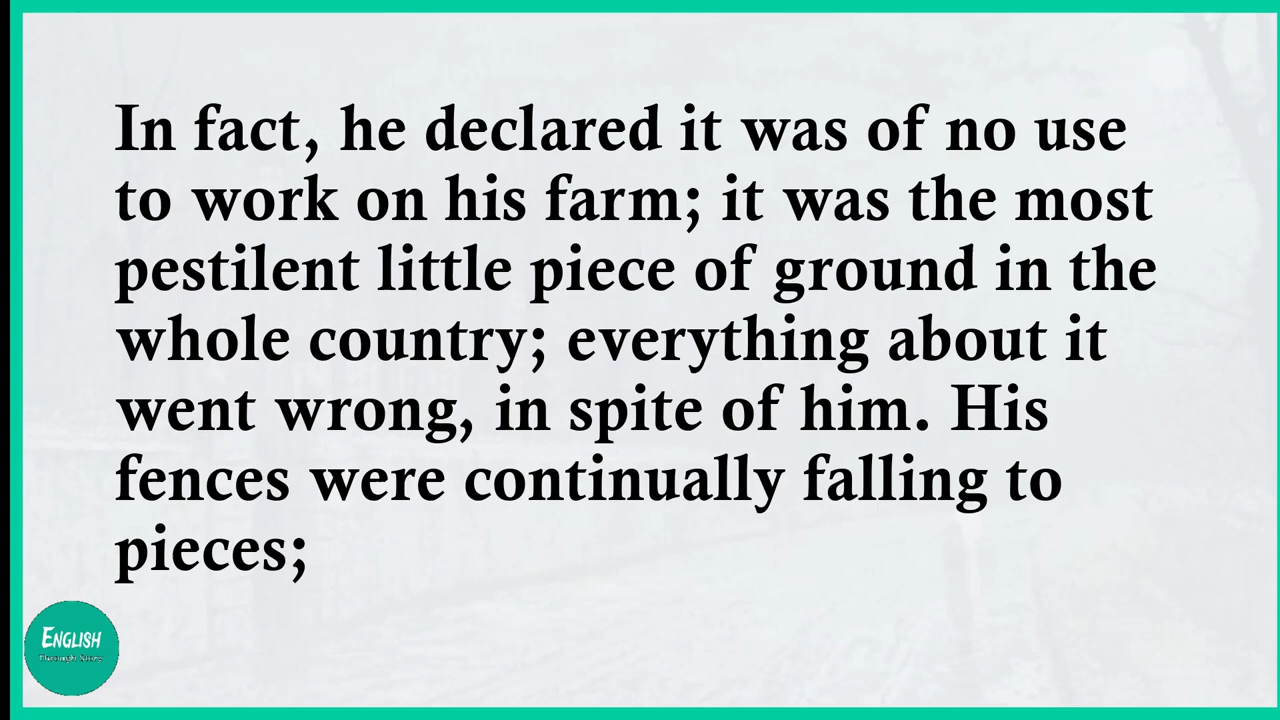 In fact, he declared it was of no use
to work on his farm; it was the most
pestilent little piece of ground in the
whole country; everything about it
went wrong, in spite of him. His
fences were continually falling to
pieces;
ENGLISH
Through Story